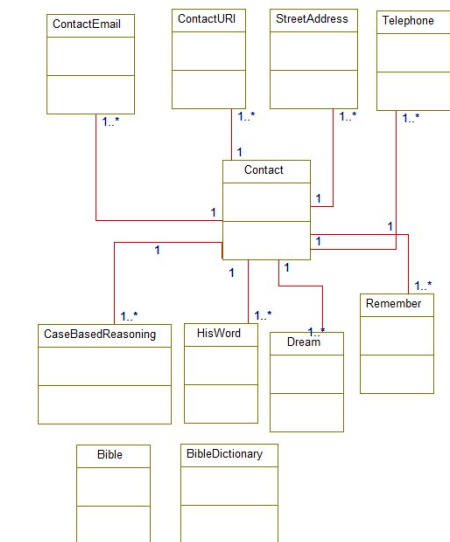 ContactEmail
ContactURI
StreetAddress
Telephone
1..*
1..*
1..*
1..*
1
Contact
1
1
1
1
1
1
1
1..*
1..*
1..*
1..*
CaseBasedReasoning
HisWord
Dream
Remember
Bible
BibleDictionary